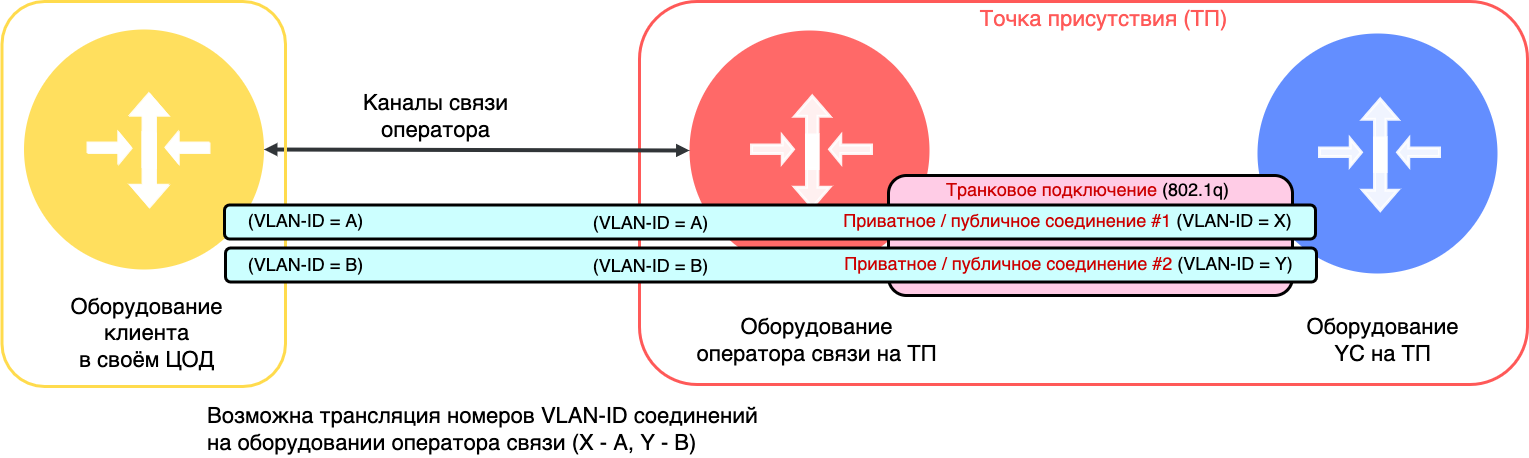 Точка присутствия (ТП)
Каналы связи
оператора
Транковое подключение (802.1q)
(VLAN-ID = A) (VLAN-ID = A) Приватное / публичное соединение #1 (VLAN-ID = X)
(VLAN-ID = B) (VLAN-ID = B) Приватное / публичное соединение #2 (VLAN-ID = Y)
Оборудование
клиента
в своём ЦОД
Оборудование
оператора связи на ТП
Оборудование
YC на ТП
Возможна трансляция номеров VLAN-ID соединений
на оборудовании оператора связи (X - A, Y - B)